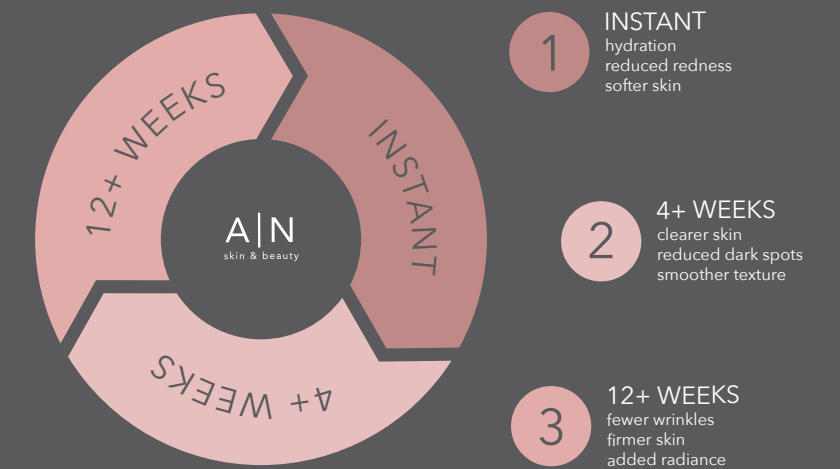 12+ WEEKS
INSTANT
4+ WEEKS
A|N
skin & beauty
1
INSTANT
hydration
reduced redness
softer skin
2
4+ WEEKS
clearer skin
reduced dark spots
smoother texture
3
12+ WEEKS
fewer wrinkles
firmer skin
added radiance